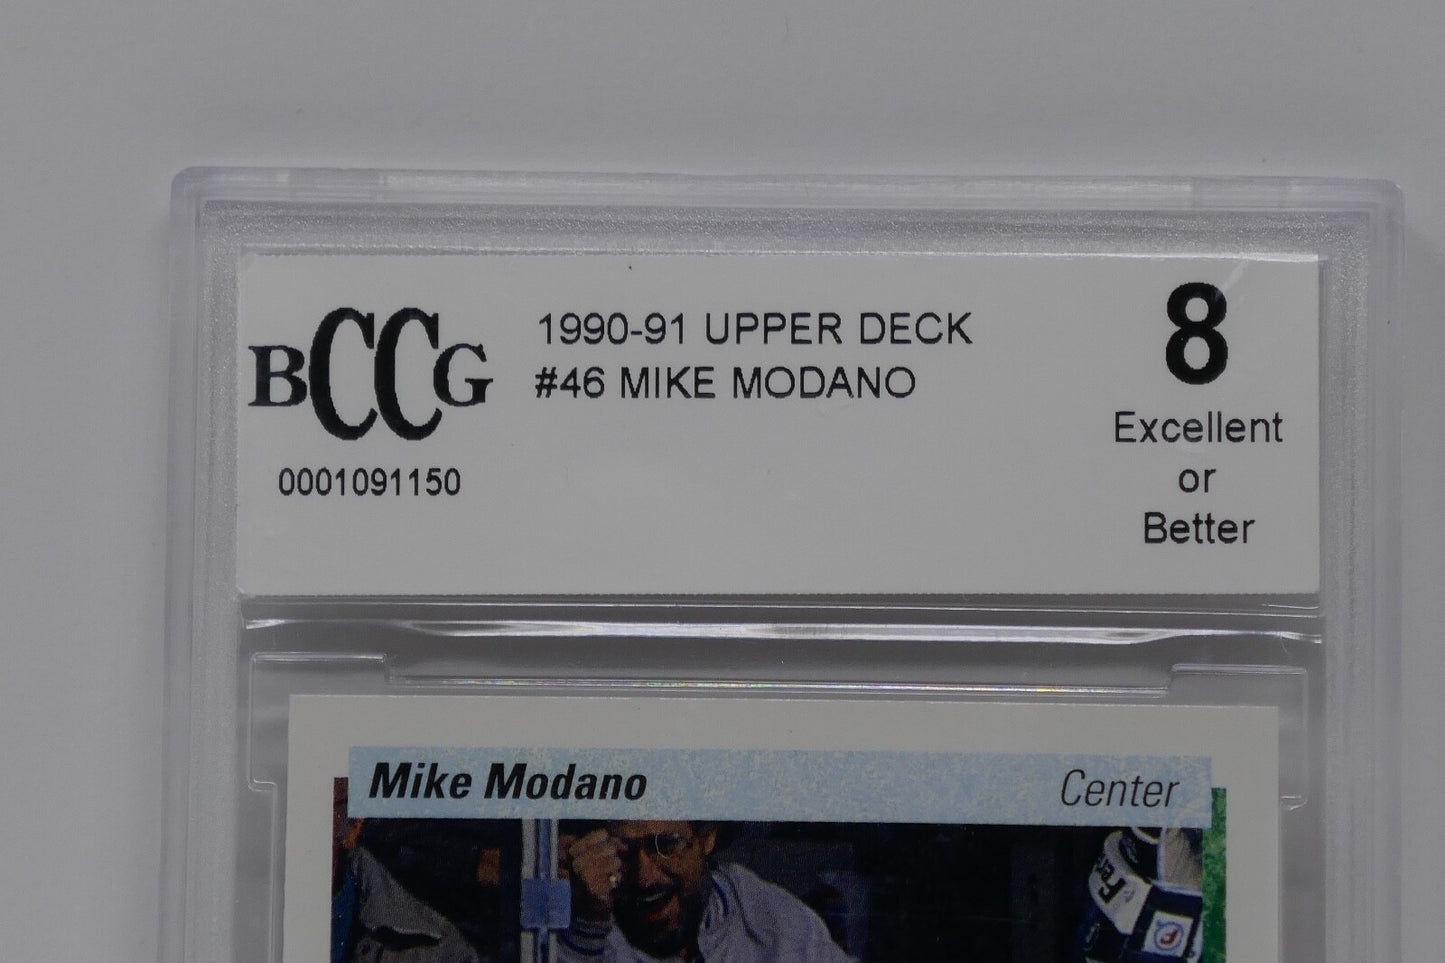 BCCG
0001091150
1990-91 UPPER DECK
#46 MIKE MODANO
8
Excellent
or
Better
Mike Modano
Center